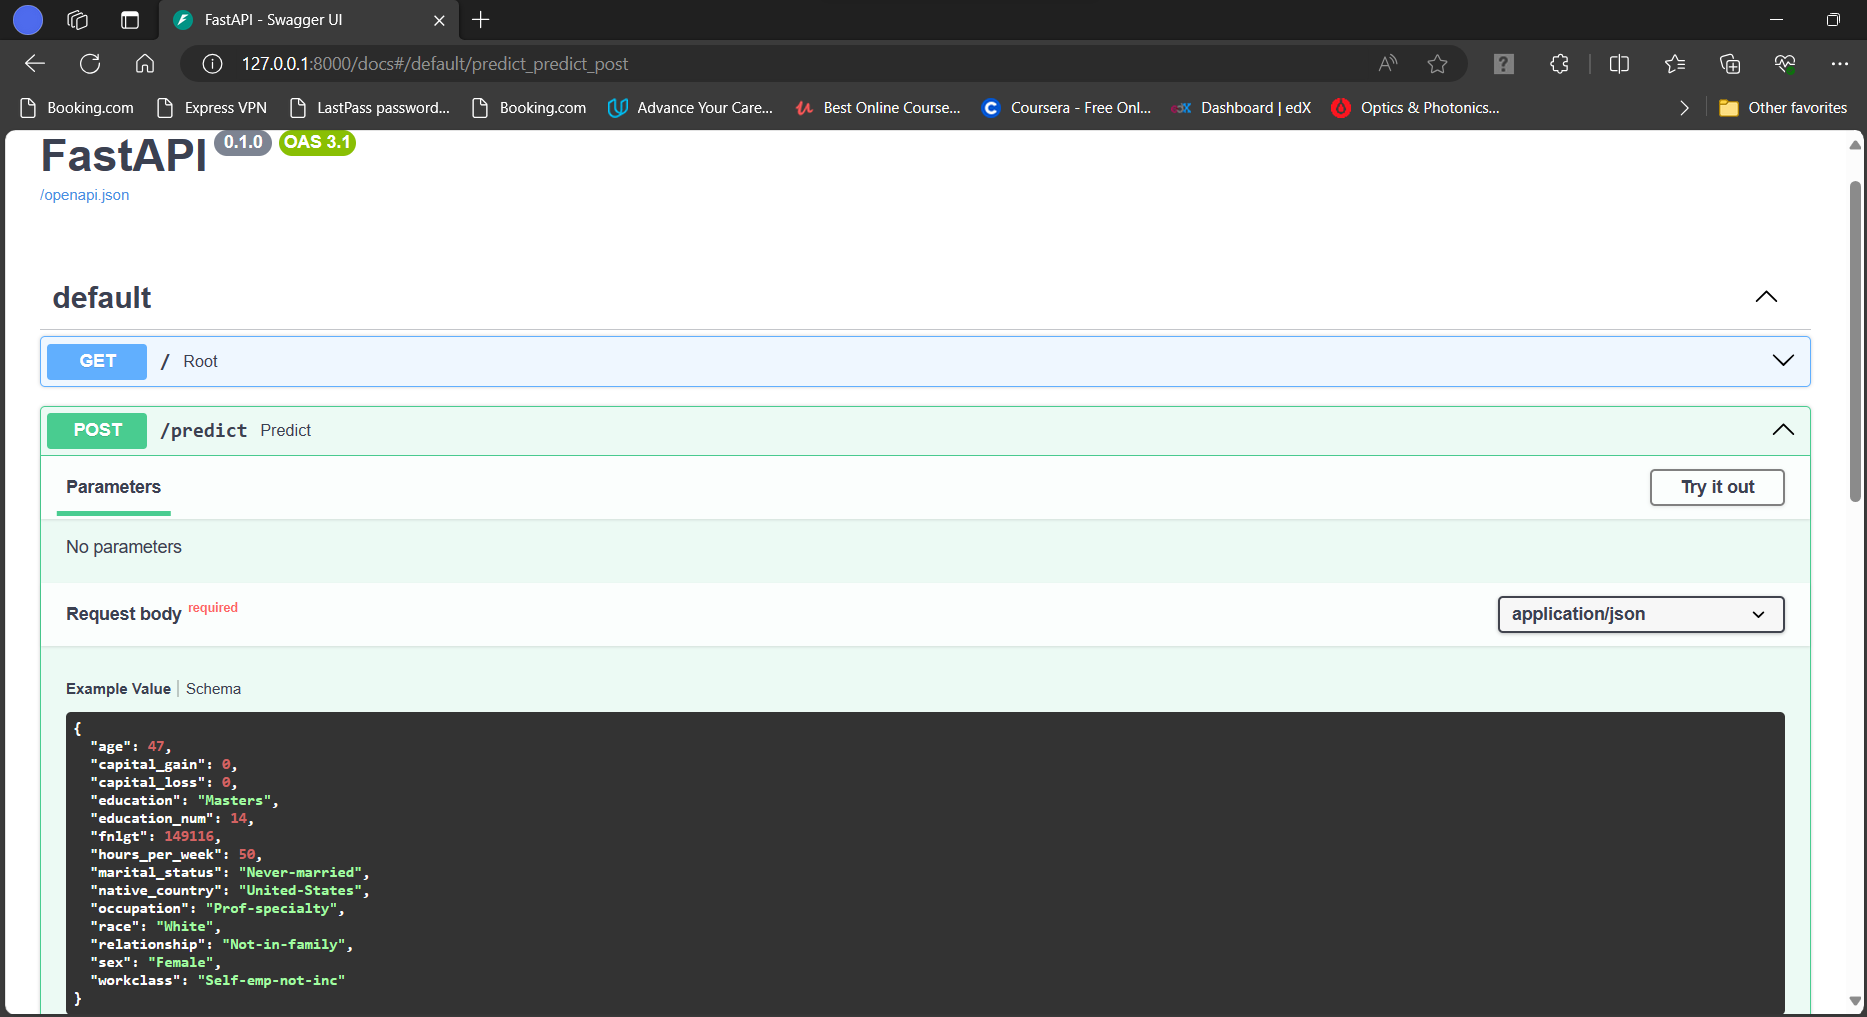 FastAPI - Swagger UI
127.0.0.1:8000/docs#/default/predict_predict_post
Booking.com Express VPN LastPass password... Booking.com Advance Your Care... Best Online Course... Coursera - Free Onl... Dashboard | edX Optics & Photonics... Other favorites
FastAPI 0.1.0 OAS 3.1
/openapi.json
default
GET / Root
POST /predict Predict
Parameters Try it out
No parameters
Request body required application/json
Example Value | Schema
{
"age": 47,
"capital_gain": 0,
"capital_loss": 0,
"education": "Masters",
"education_num": 14,
"fnlgt": 149116,
"hours_per_week": 50,
"marital_status": "Never-married",
"native_country": "United-States",
"occupation": "Prof-specialty",
"race": "White",
"relationship": "Not-in-family",
"sex": "Female",
"workclass": "Self-emp-not-inc"
}